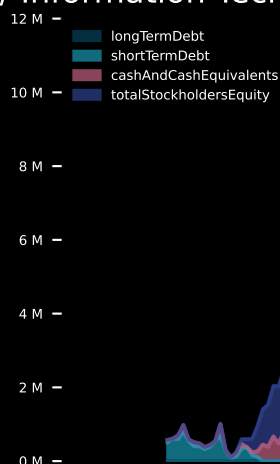 12 M
longTermDebt
shortTermDebt
cashAndCashEquivalents
totalStockholdersEquity
10 M
8 M
6 M
4 M
2 M
0 M